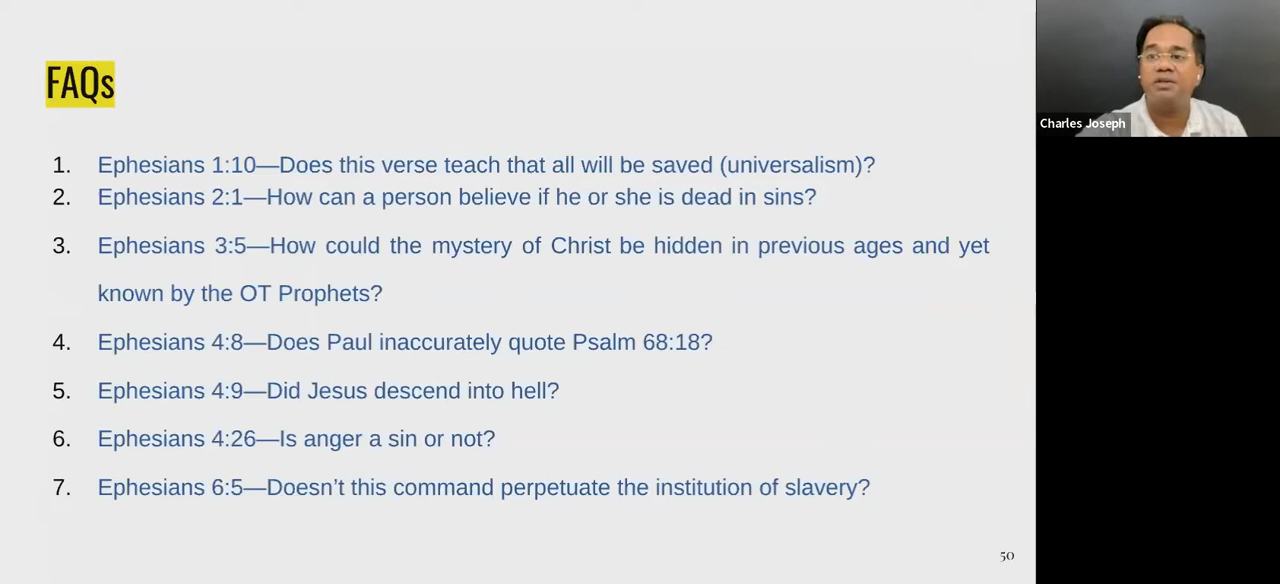 FAQs
Charles Joseph
1. Ephesians 1:10—Does this verse teach that all will be saved (universalism)?
2. Ephesians 2:1—How can a person believe if he or she is dead in sins?
3. Ephesians 3:5—How could the mystery of Christ be hidden in previous ages and yet
known by the OT Prophets?
4. Ephesians 4:8—Does Paul inaccurately quote Psalm 68:18?
5. Ephesians 4:9—Did Jesus descend into hell?
6. Ephesians 4:26—Is anger a sin or not?
7. Ephesians 6:5—Doesn’t this command perpetuate the institution of slavery?
50